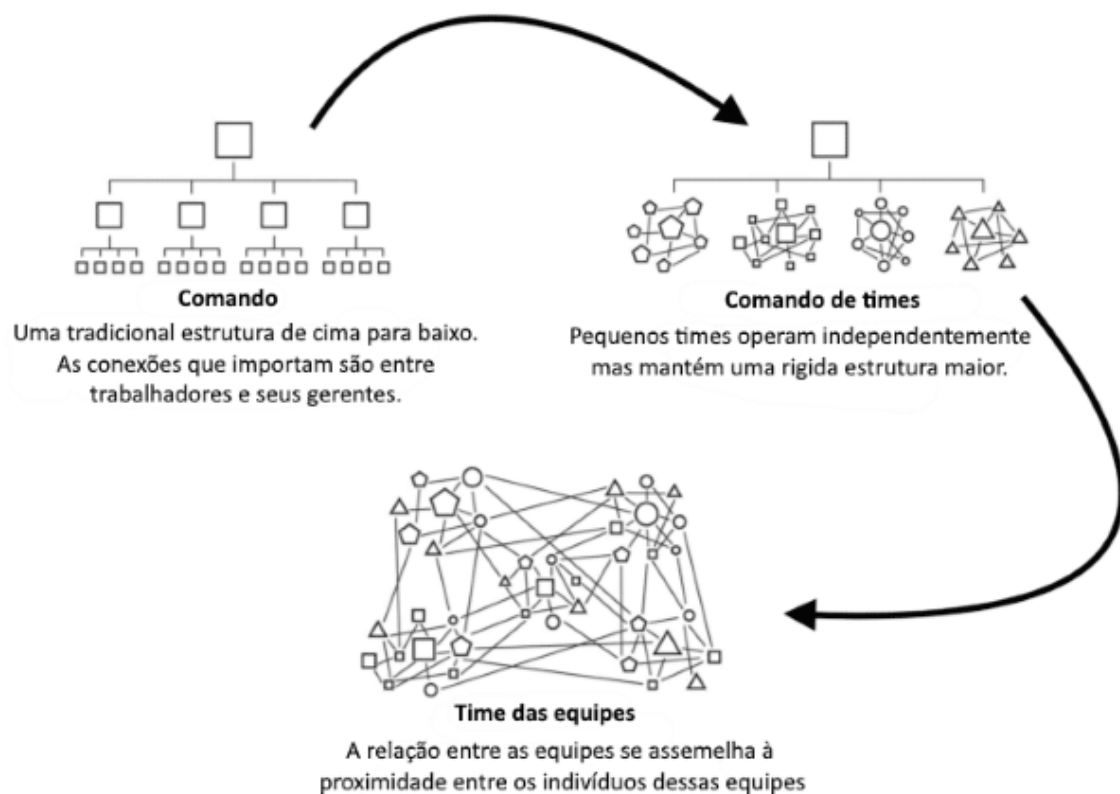 Comando
Uma tradicional estrutura de cima para baixo.
As conexões que importam são entre
trabalhadores e seus gerentes.
Comando de times
Pequenos times operam independentemente
mas mantém uma rigida estrutura maior.
Time das equipes
A relação entre as equipes se assemelha à
proximidade entre os indivíduos dessas equipes